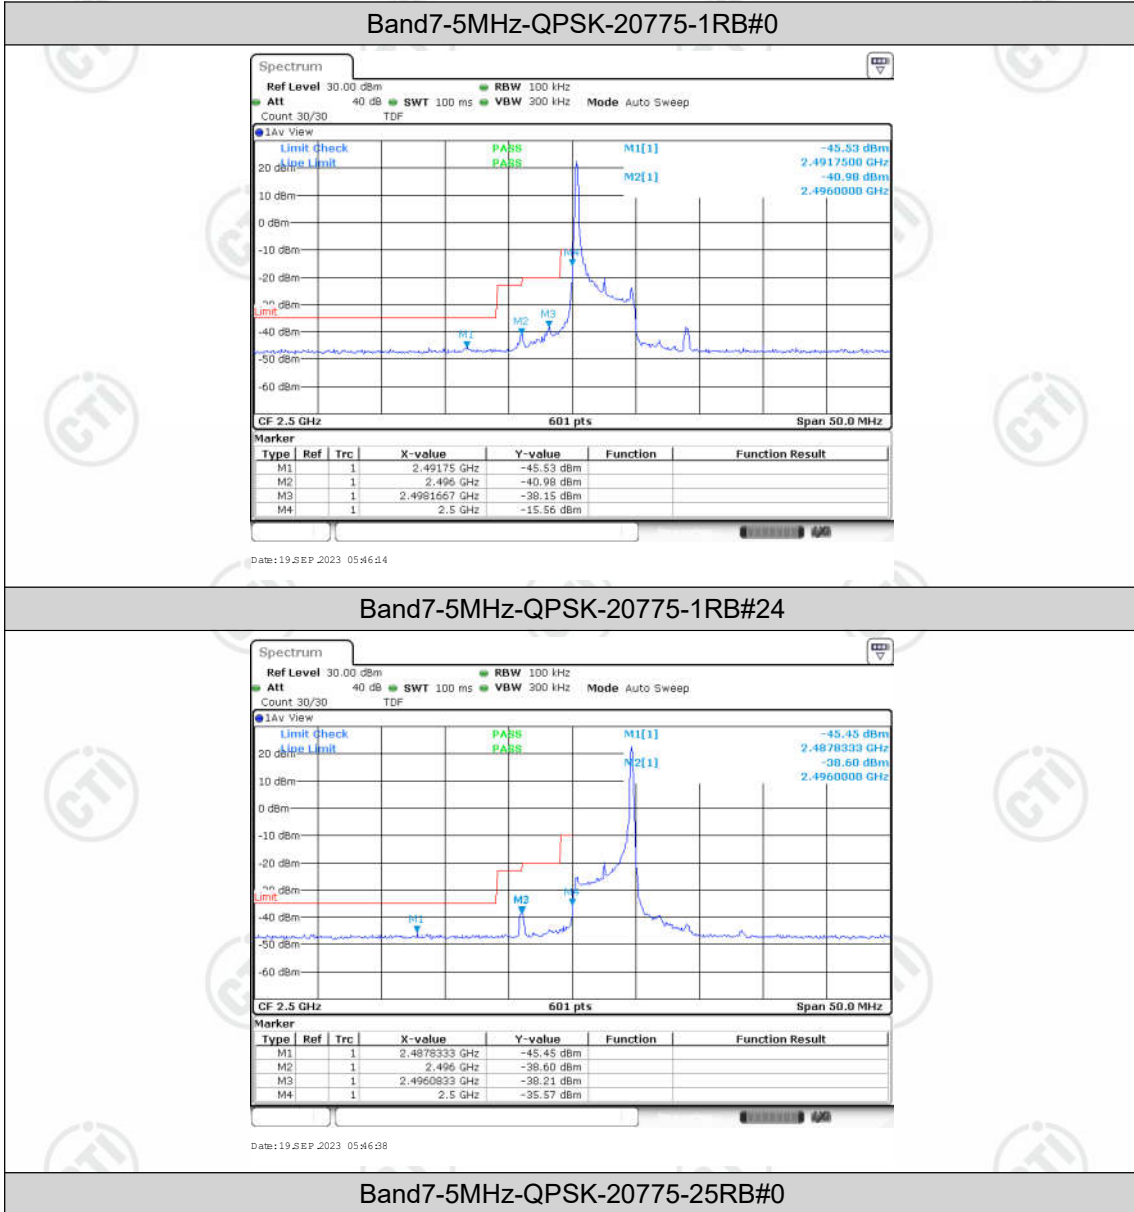 Band7-5MHz-QPSK-20775-1RB#0
Spectrum
Ref Level 30.00 dBm RBW 100 kHz
Att 40 dB SWT 100 ms VBW 300 kHz Mode Auto Sweep
Count 30/30 TDF
1Av View
Limit Check PASS M1[1] -45.53 dBm
Line Limit PASS 2.4917500 GHz
M2[1] -40.98 dBm
2.4960000 GHz
20 dBm
10 dBm
0 dBm
-10 dBm
M4
-20 dBm
-30 dBm
Limit
M2 M3
-40 dBm
M1
-50 dBm
-60 dBm
CF 2.5 GHz 601 pts Span 50.0 MHz
Marker
Type Ref Trc X-value Y-value Function Function Result
M1 1 2.49175 GHz -45.53 dBm
M2 1 2.496 GHz -40.98 dBm
M3 1 2.4981667 GHz -38.15 dBm
M4 1 2.5 GHz -15.56 dBm
Date: 19.SEP.2023 05:46:14
Band7-5MHz-QPSK-20775-1RB#24
Spectrum
Ref Level 30.00 dBm RBW 100 kHz
Att 40 dB SWT 100 ms VBW 300 kHz Mode Auto Sweep
Count 30/30 TDF
1Av View
Limit Check PASS M1[1] -45.45 dBm
Line Limit PASS 2.4878333 GHz
M2[1] -38.60 dBm
2.4960000 GHz
20 dBm
10 dBm
0 dBm
-10 dBm
-20 dBm
-30 dBm
Limit
M4
-40 dBm
M1
-50 dBm
-60 dBm
CF 2.5 GHz 601 pts Span 50.0 MHz
Marker
Type Ref Trc X-value Y-value Function Function Result
M1 1 2.4878333 GHz -45.45 dBm
M2 1 2.496 GHz -38.60 dBm
M3 1 2.4960833 GHz -38.21 dBm
M4 1 2.5 GHz -35.57 dBm
Date: 19.SEP.2023 05:46:38
Band7-5MHz-QPSK-20775-25RB#0
CTI